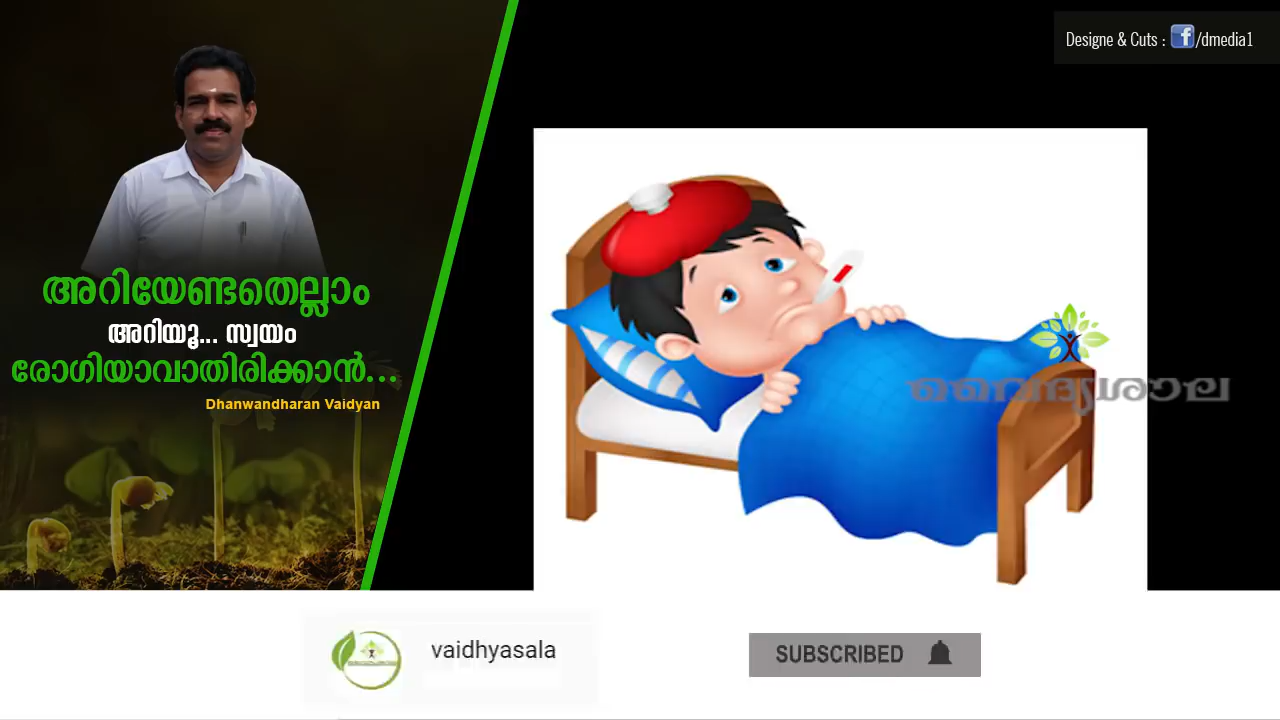 Designe & Cuts : /dmedia1
അറിയേണ്ടതെല്ലാം
അറിയൂ... സ്വയം
രോഗിയാവാതിരിക്കാൻ...
Dhanwandharan Vaidyan
വൈദ്യശാല
vaidhyasala
SUBSCRIBED